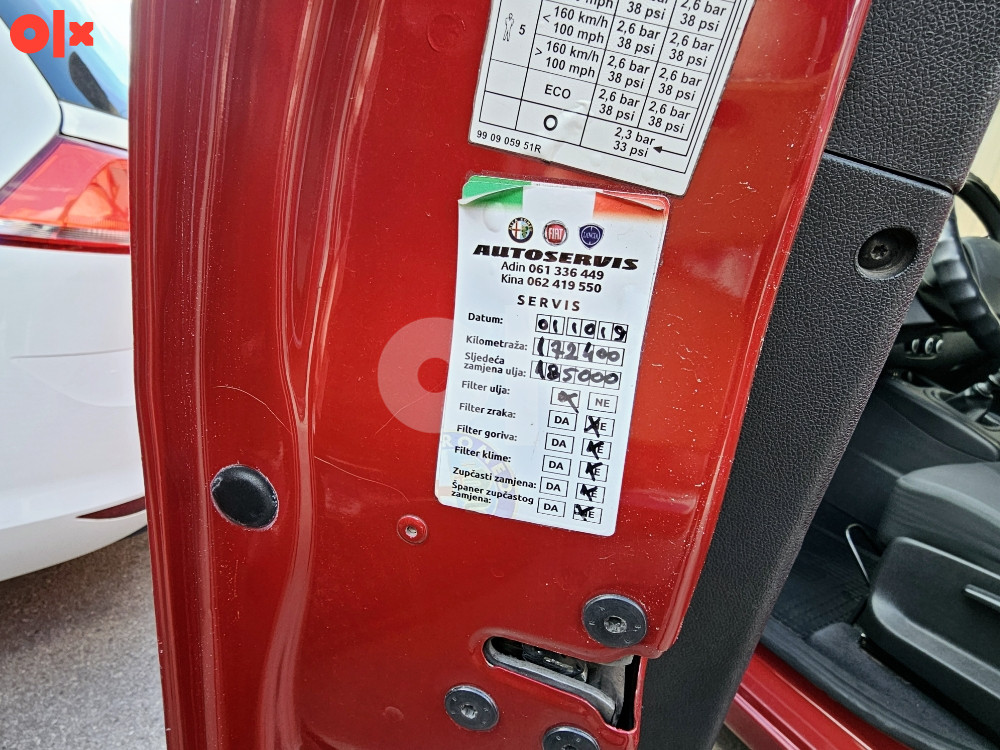 olx
mph 38 psi 2,6 bar 38 psi
5 < 160 km/h 100 mph 2,6 bar 38 psi 2,6 bar 38 psi
> 160 km/h 100 mph 2,6 bar 38 psi 2,6 bar 38 psi
ECO 2,6 bar 38 psi 2,6 bar 38 psi
2,3 bar 33 psi
99 09 059 51R
FIAT
LANCIA
AUTOSERVIS
Adin 061 336 449
Kina 062 419 550
SERVIS
Datum: 01 10 19
Kilometraža: 172400
Sljedeća
zamjena ulja: 185000
Filter ulja: NE
Filter zraka: DA NE
Filter goriva: DA NE
Filter klime: DA NE
Zupčasti zamjena: DA NE
Španer zupčastog
zamjena: DA NE